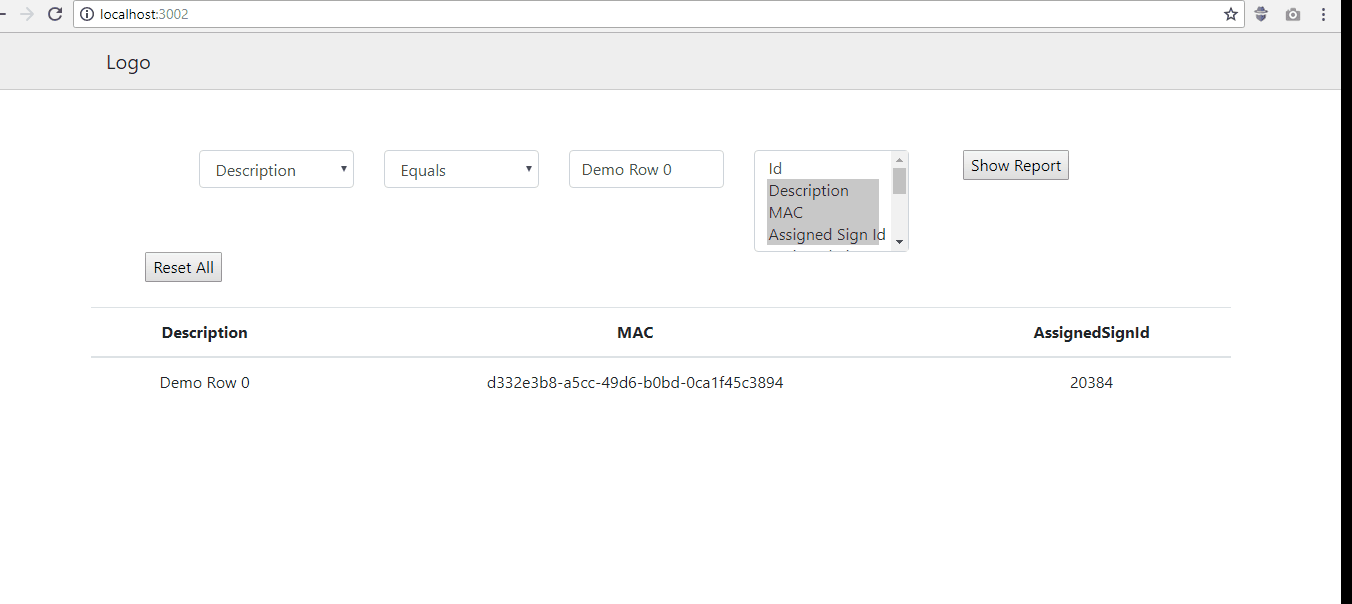 localhost:3002
Logo
Description Equals Demo Row 0 Id Show Report
Description
MAC
Assigned Sign Id
Reset All
Description MAC AssignedSignId
Demo Row 0 d332e3b8-a5cc-49d6-b0bd-0ca1f45c3894 20384